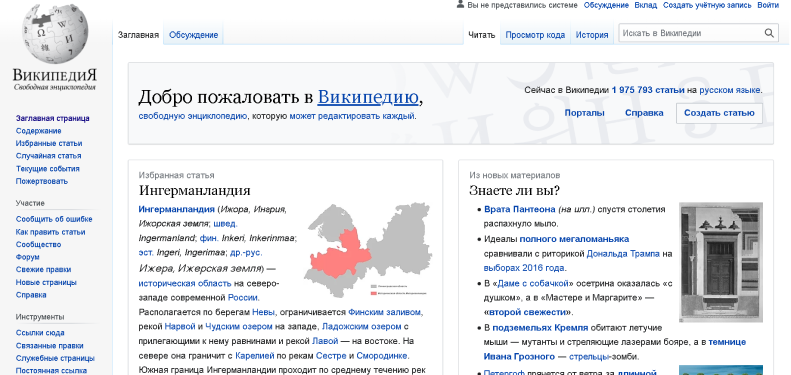 Вы не представились системе Обсуждение Вклад Создать учётную запись Войти
Заглавная Обсуждение Читать Просмотр кода История Искать в Википедии
ВИКИПЕДИЯ
Свободная энциклопедия
Заглавная страница
Содержание
Избранные статьи
Случайная статья
Текущие события
Пожертвовать
Участие
Сообщить об ошибке
Как править статьи
Сообщество
Форум
Свежие правки
Новые страницы
Справка
Инструменты
Ссылки сюда
Связанные правки
Служебные страницы
Постоянная ссылка
Добро пожаловать в Википедию,
свободную энциклопедию, которую может редактировать каждый.
Сейчас в Википедии 1 975 793 статьи на русском языке.
Порталы Справка Создать статью
Избранная статья
Ингерманландия
Ингерманландия (Ижора, Ингрия,
Ижорская земля; швед.
Ingermanland; фин. Inkeri, Inkerinmaa;
эст. Ingeri, Ingerimaa; др.-рус.
Ижера, Ижерская земля) —
историческая область на северо-
западе современной России.
Располагается по берегам Невы, ограничивается Финским заливом,
рекой Нарвой и Чудским озером на западе, Ладожским озером с
прилегающими к нему равнинами и рекой Лавой — на востоке. На
севере она граничит с Карелией по рекам Сестре и Смородинке.
Южная граница Ингерманландии проходит по среднему течению рек
Из новых материалов
Знаете ли вы?
• Врата Пантеона (на илл.) спустя столетия
распахнуло мыло.
• Идеалы полного мегаломаньяка
сравнивали с риторикой Дональда Трампа на
выборах 2016 года.
• В «Даме с собачкой» осетрина оказалась «с
душком», а в «Мастере и Маргарите» —
«второй свежести».
• В подземельях Кремля обитают летучие
мыши — мутанты и стреляющие лазерами бояре, а в темнице
Ивана Грозного — стрельцы-зомби.
• Петергоф прячется от ветра за длинной